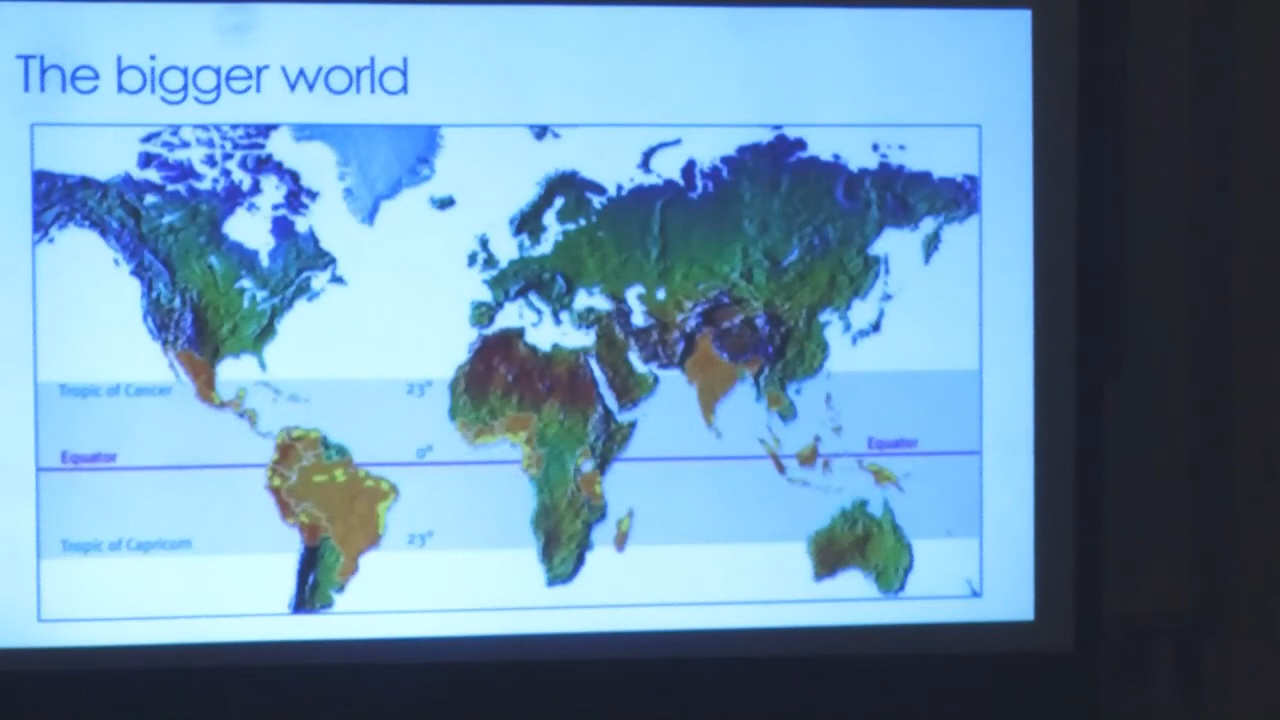 The bigger world
Tropic of Cancer 23°
Equator
Equator 0°
Tropic of Capricorn 23°